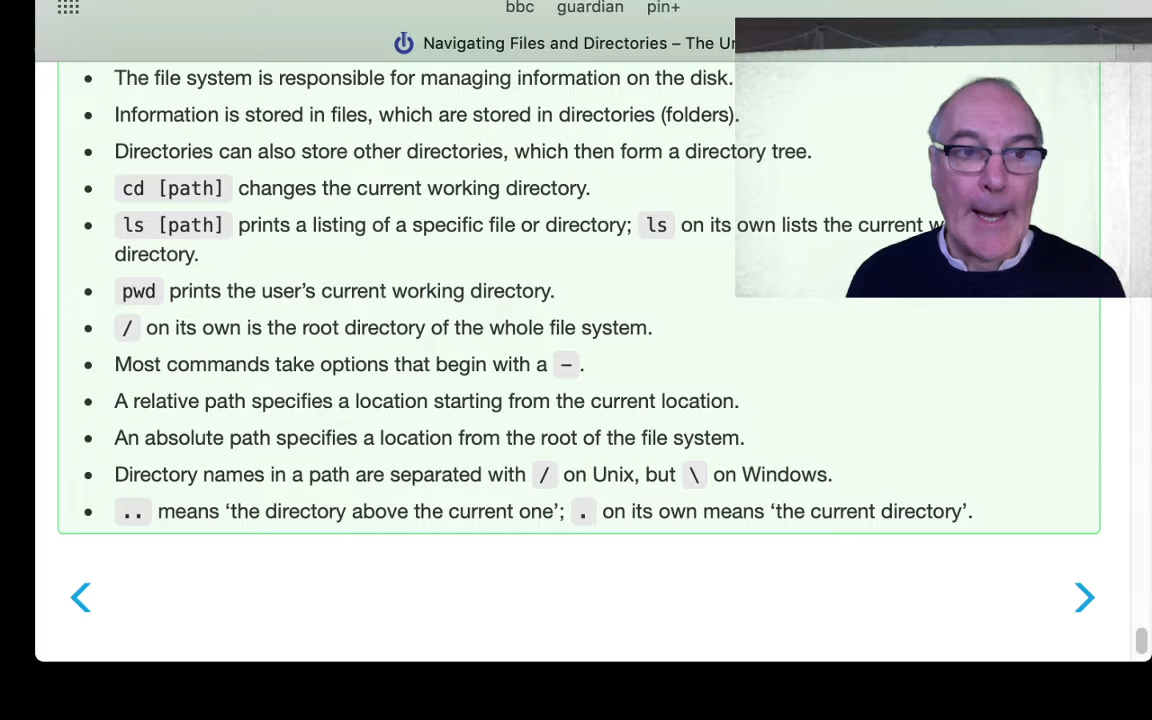 bbc guardian pin+
Navigating Files and Directories – The
• The file system is responsible for managing information on the disk.
• Information is stored in files, which are stored in directories (folders).
• Directories can also store other directories, which then form a directory tree.
• cd [path] changes the current working directory.
• ls [path] prints a listing of a specific file or directory; ls on its own lists the current
directory.
• pwd prints the user’s current working directory.
• / on its own is the root directory of the whole file system.
• Most commands take options that begin with a –.
• A relative path specifies a location starting from the current location.
• An absolute path specifies a location from the root of the file system.
• Directory names in a path are separated with / on Unix, but \ on Windows.
• .. means ‘the directory above the current one’; . on its own means ‘the current directory’.